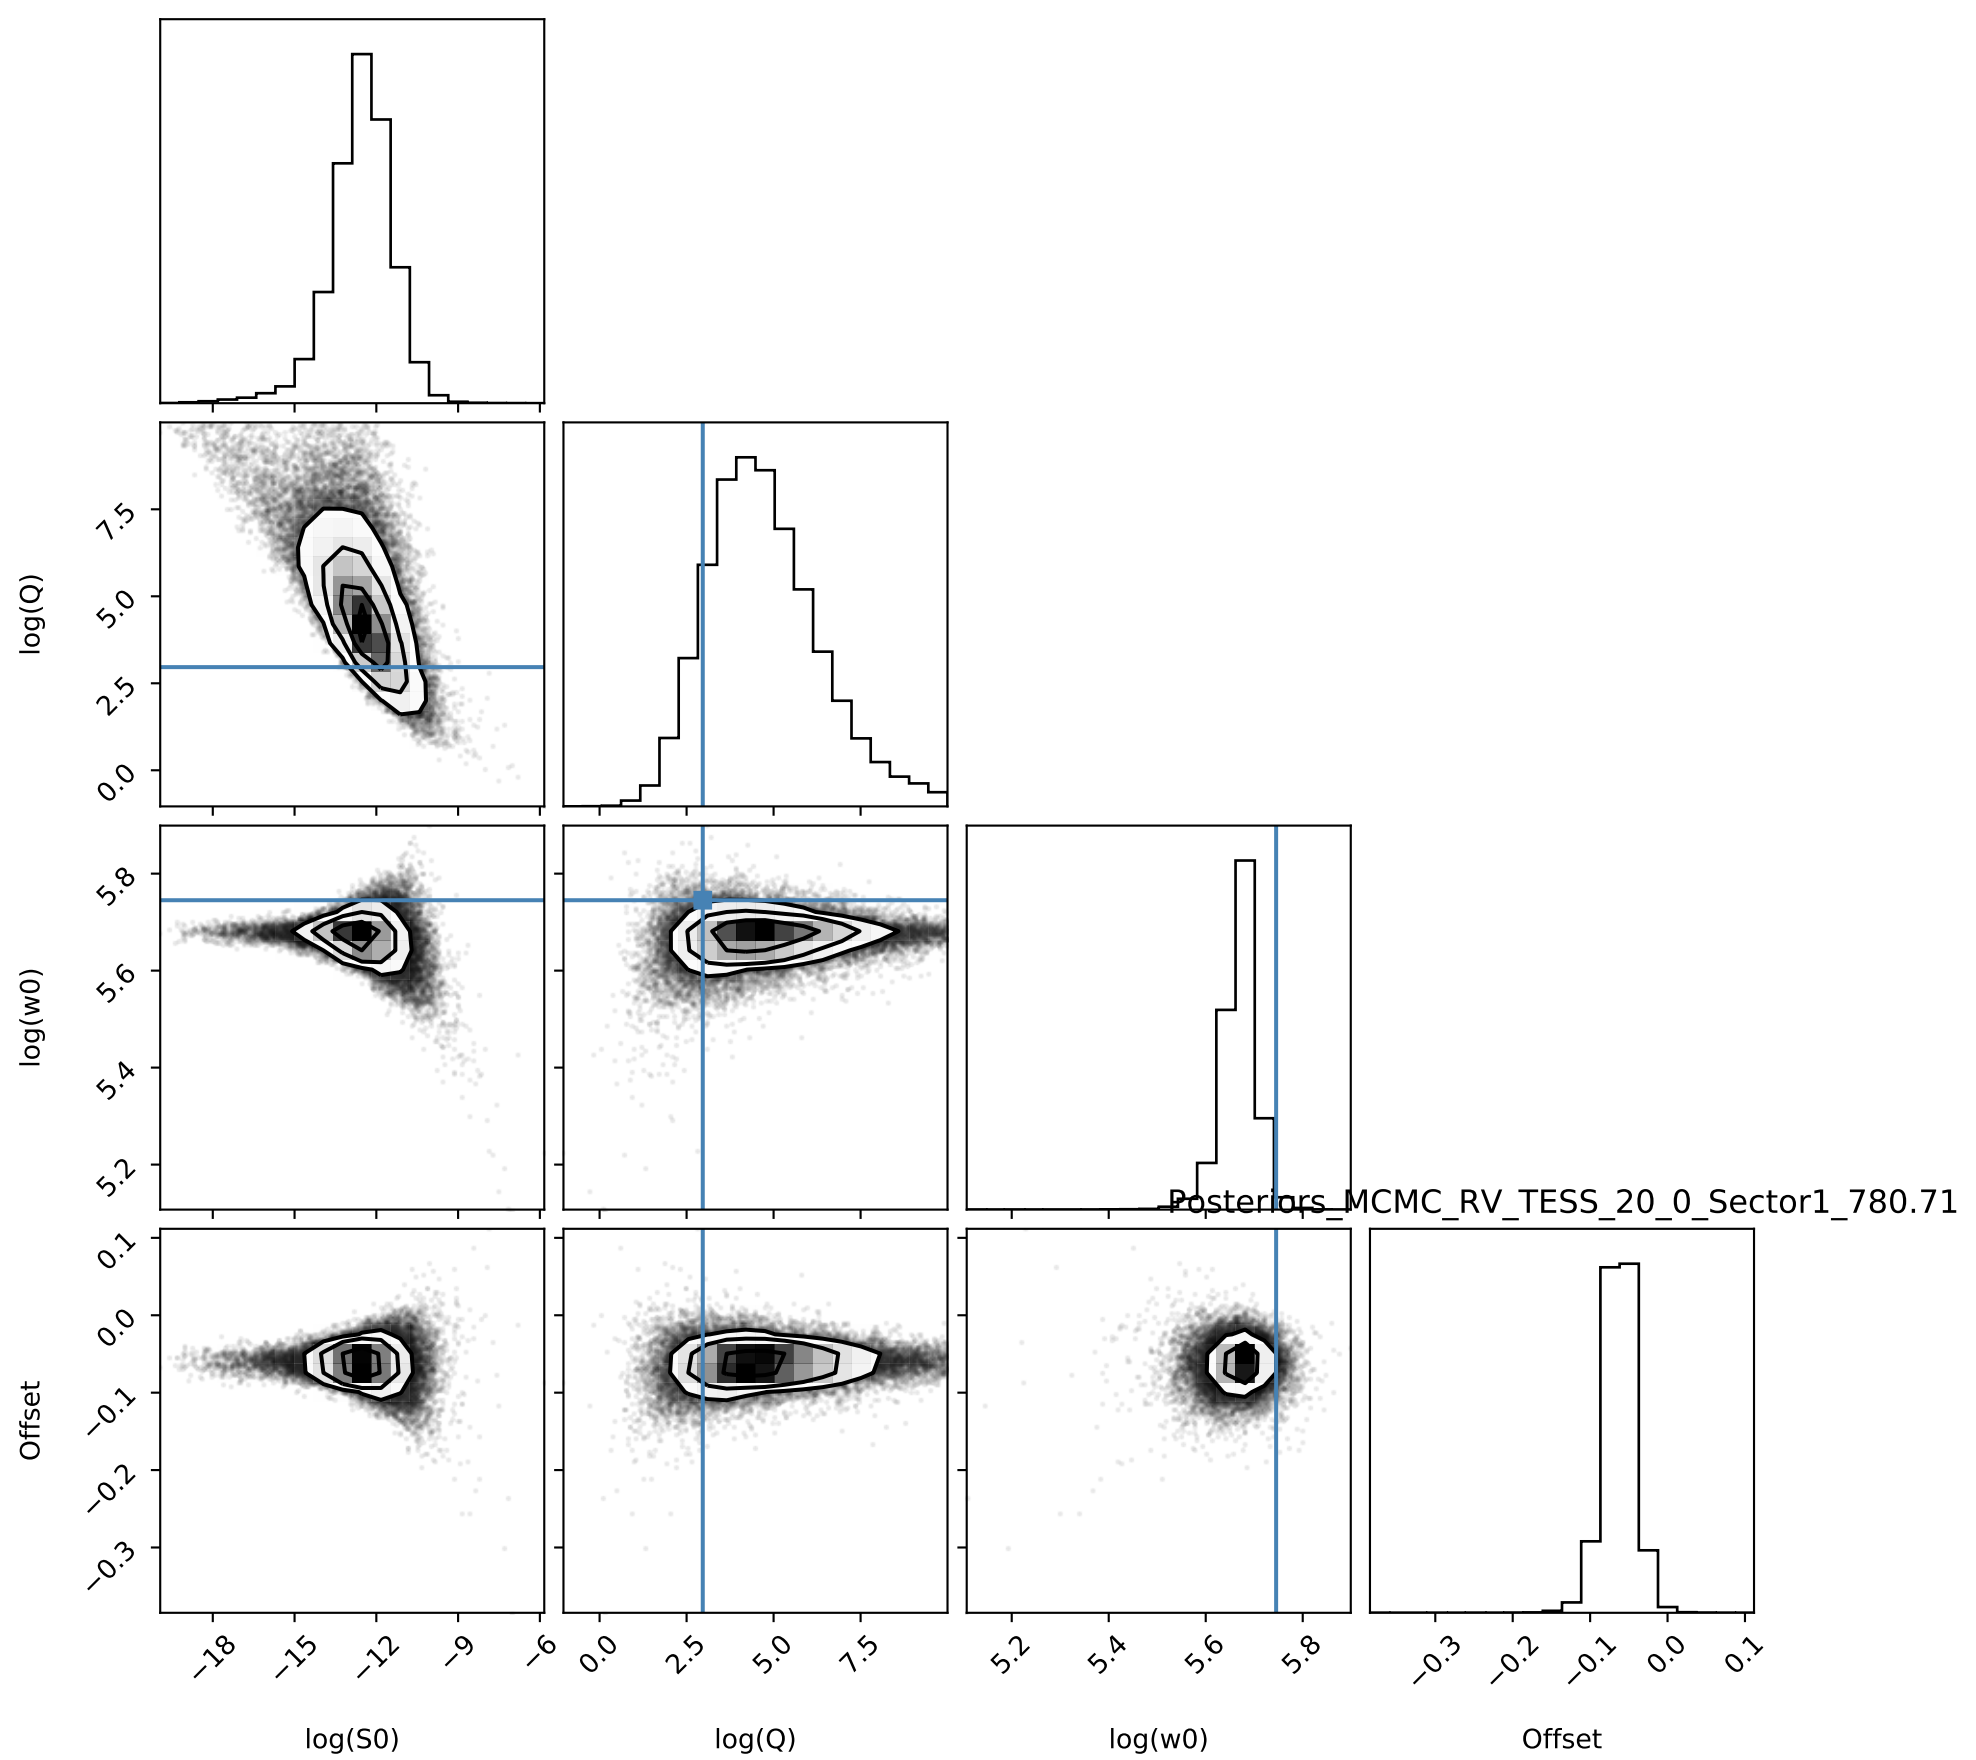 log(Q)
7.5
5.0
2.5
0.0
log(w0)
5.8
5.6
5.4
5.2
Posteriors_MCMC_RV_TESS_20_0_Sector1_780.71
Offset
0.1
0.0
−0.1
−0.2
−0.3
−18 −15 −12 −9 −6 0.0 2.5 5.0 7.5 5.2 5.4 5.6 5.8 −0.3 −0.2 −0.1 0.0 0.1
log(S0) log(Q) log(w0) Offset